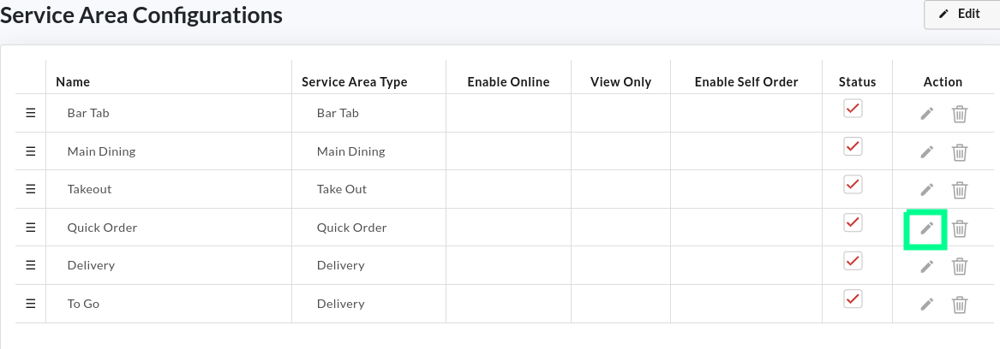 Service Area Configurations
Edit
Name Service Area Type Enable Online View Only Enable Self Order Status Action
Bar Tab Bar Tab
Main Dining Main Dining
Takeout Take Out
Quick Order Quick Order
Delivery Delivery
To Go Delivery